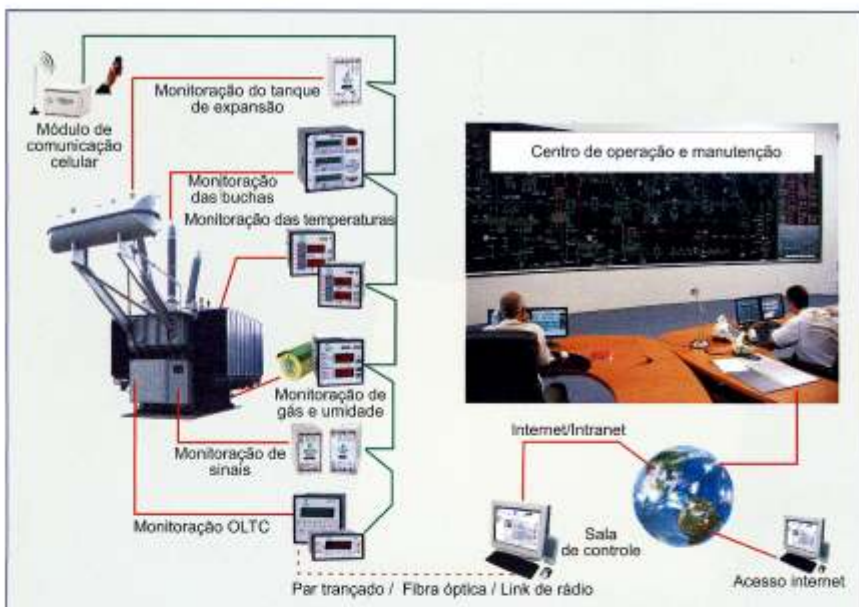 Monitoração do tanque
de expansão
Módulo de
comunicação
celular
Monitoração
das buchas
Monitoração das temperaturas
Monitoração de
gás e umidade
Monitoração de
sinais
Monitoração OLTC
Par trançado / Fibra óptica / Link de rádio
Centro de operação e manutenção
Internet/Intranet
Sala
de controle
Acesso internet